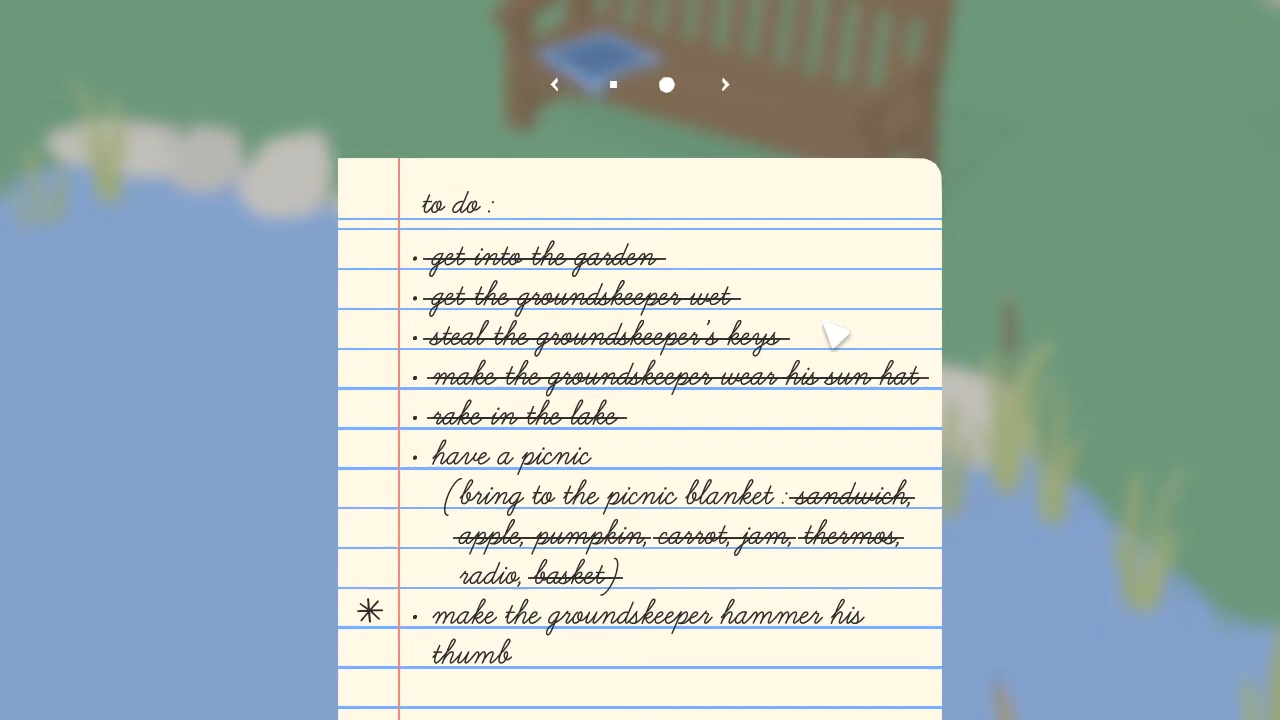 to do :
• get into the garden
• get the groundskeeper wet
• steal the groundskeeper's keys
• make the groundskeeper wear his sun hat
• rake in the lake
• have a picnic
(bring to the picnic blanket : sandwich,
apple, pumpkin, carrot, jam, thermos,
radio, basket)
• make the groundskeeper hammer his
thumb